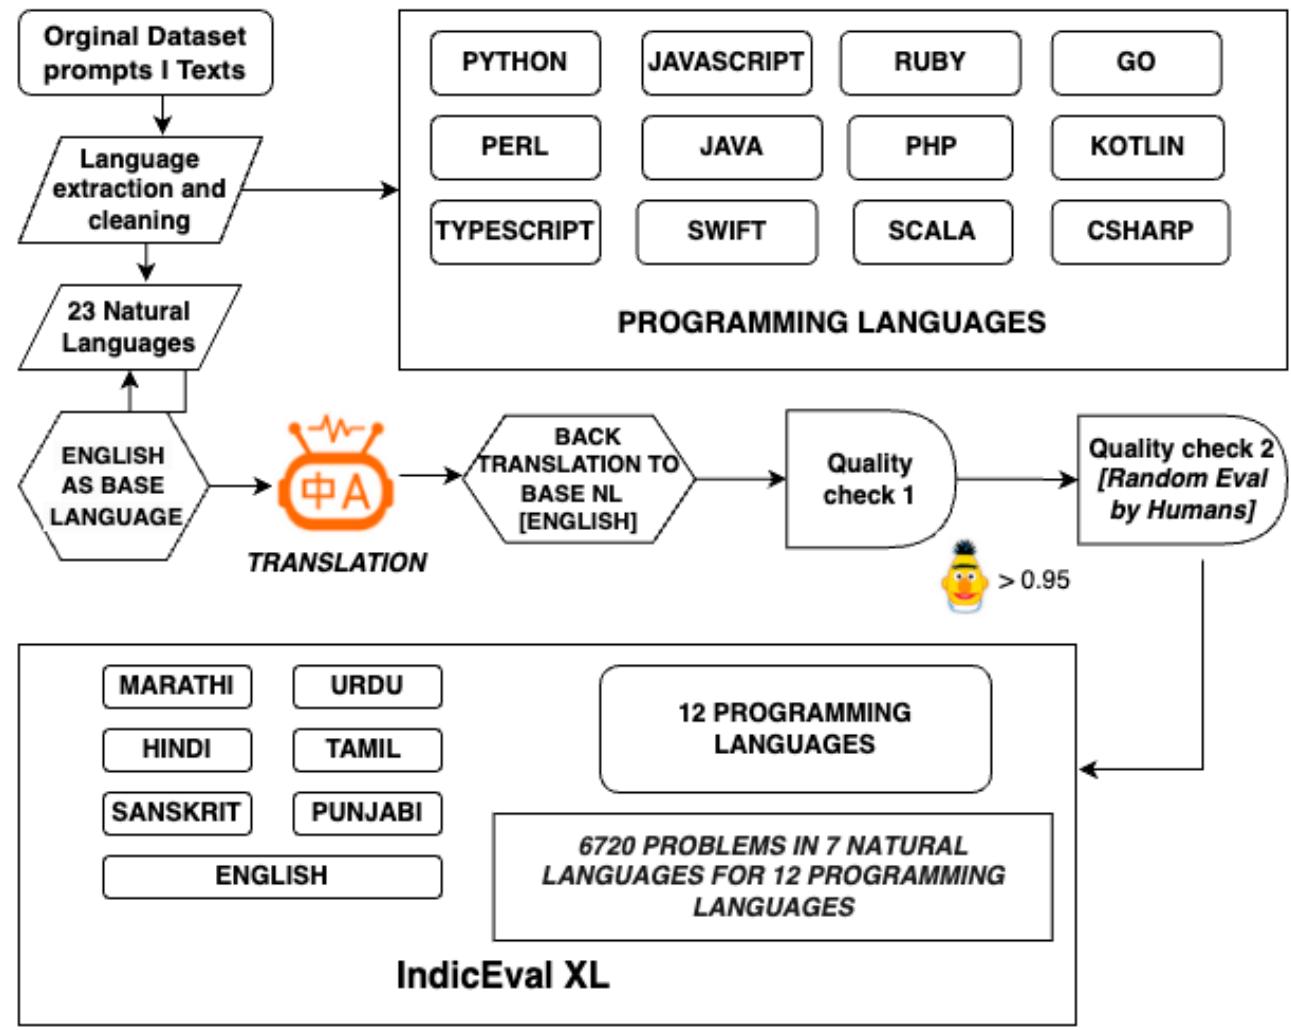 Orginal Dataset
prompts I Texts
Language
extraction and
cleaning
23 Natural
Languages
PYTHON
JAVASCRIPT
RUBY
GO
PERL
JAVA
PHP
KOTLIN
TYPESCRIPT
SWIFT
SCALA
CSHARP
PROGRAMMING LANGUAGES
ENGLISH
AS BASE
LANGUAGE
中A
TRANSLATION
BACK
TRANSLATION TO
BASE NL
[ENGLISH]
Quality
check 1
> 0.95
Quality check 2
[Random Eval
by Humans]
MARATHI
URDU
HINDI
TAMIL
SANSKRIT
PUNJABI
ENGLISH
12 PROGRAMMING
LANGUAGES
6720 PROBLEMS IN 7 NATURAL
LANGUAGES FOR 12 PROGRAMMING
LANGUAGES
IndicEval XL